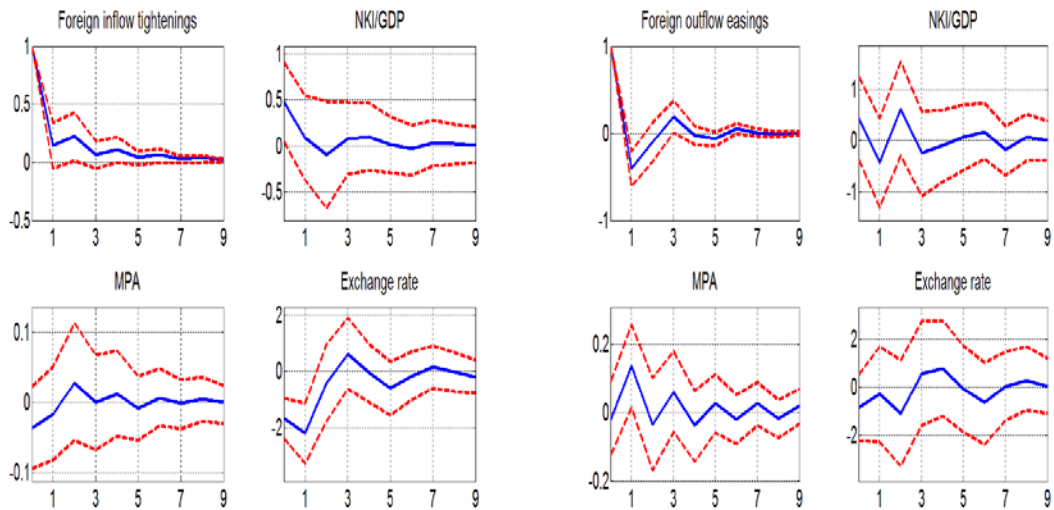 Foreign inflow tightenings
NKI/GDP
Foreign outflow easings
NKI/GDP
1
0.5
0
-0.5
1 3 5 7 9
1
0.5
0
-0.5
1 3 5 7 9
1
0
-1
1 3 5 7 9
1
0
-1
1 3 5 7 9
MPA
Exchange rate
MPA
Exchange rate
0.1
0
-0.1
1 3 5 7 9
2
0
-2
1 3 5 7 9
0.2
0
-0.2
1 3 5 7 9
2
0
-2
1 3 5 7 9